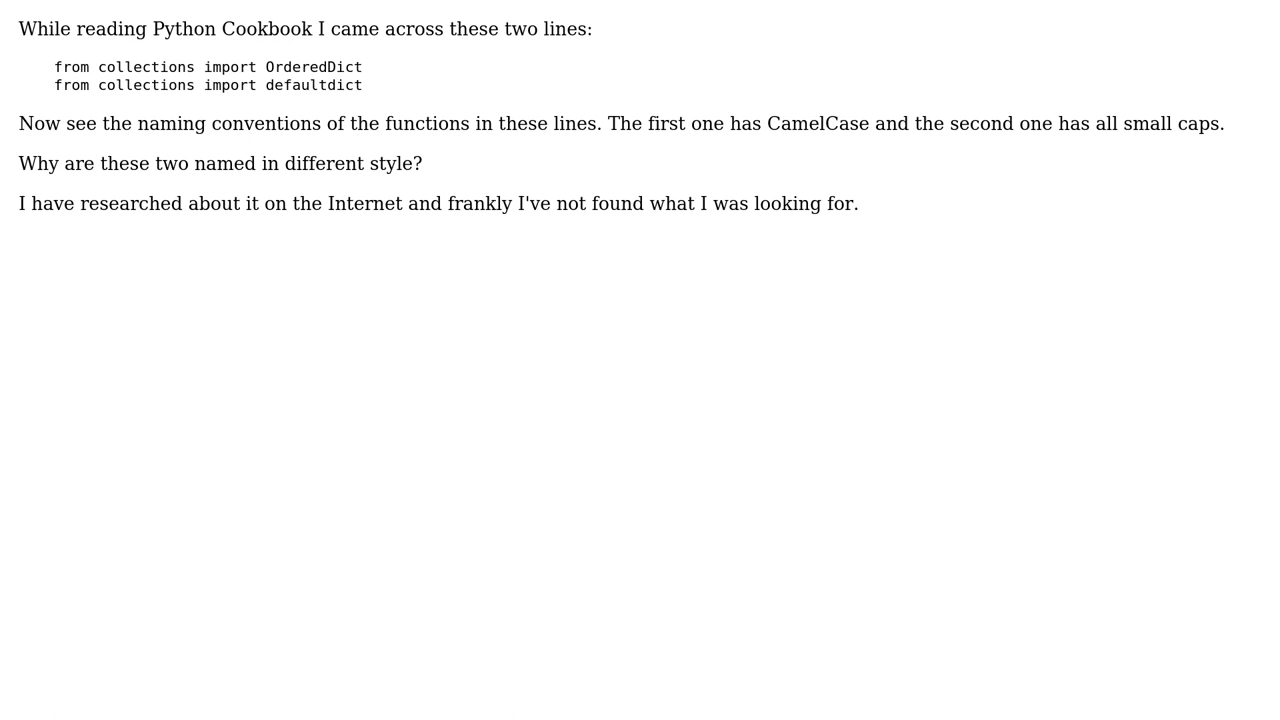 While reading Python Cookbook I came across these two lines:
from collections import OrderedDict
from collections import defaultdict
Now see the naming conventions of the functions in these lines. The first one has CamelCase and the second one has all small caps.
Why are these two named in different style?
I have researched about it on the Internet and frankly I've not found what I was looking for.